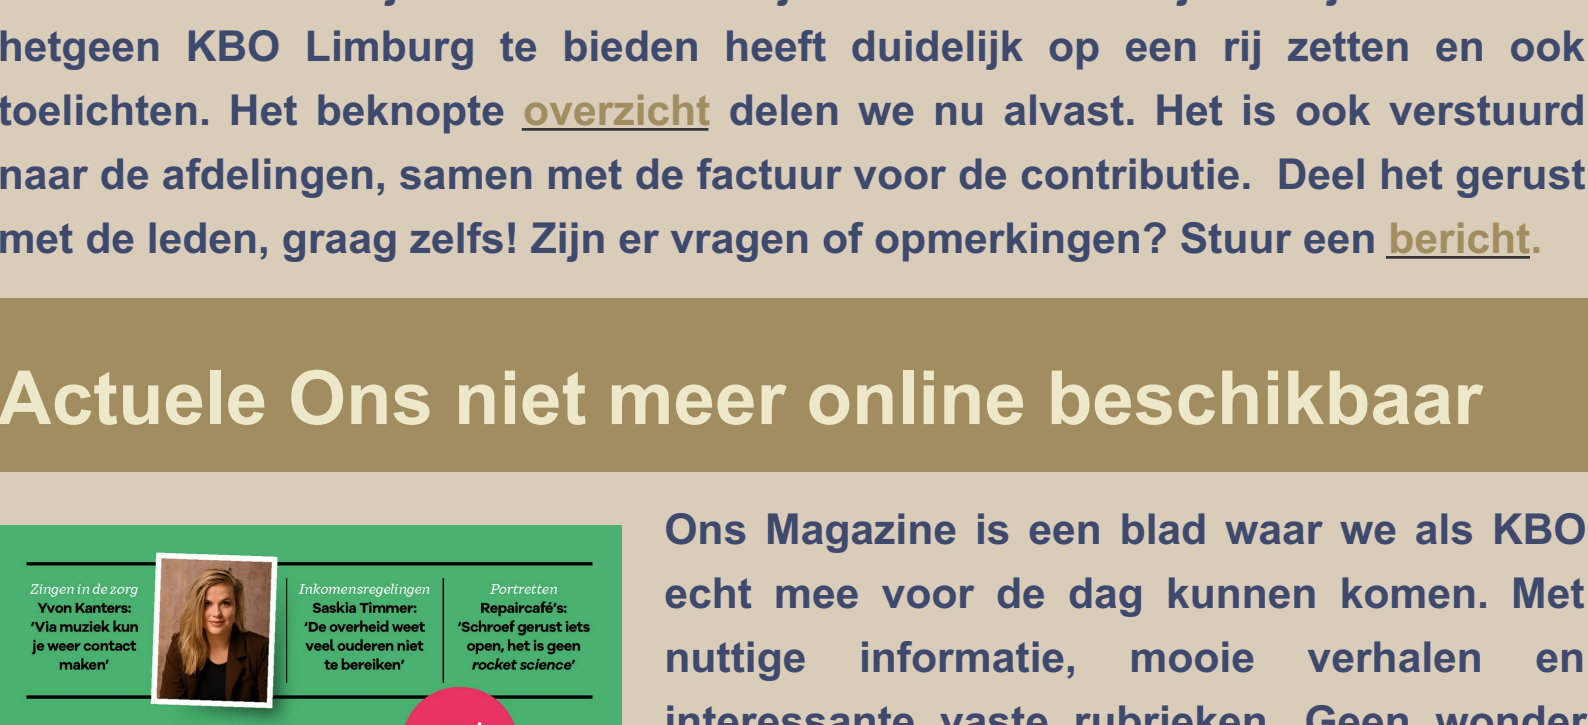 hetgeen KBO Limburg te bieden heeft duidelijk op een rij zetten en ook
toelichten. Het beknopte overzicht delen we nu alvast. Het is ook verstuurd
naar de afdelingen, samen met de factuur voor de contributie. Deel het gerust
met de leden, graag zelfs! Zijn er vragen of opmerkingen? Stuur een bericht.
Actuele Ons niet meer online beschikbaar
Zingen in de zorg
Yvon Kanters:
‘Via muziek kun
je weer contact
maken’
Inkomensregelingen
Saskia Timmer:
‘De overheid weet
veel ouderen niet
te bereiken’
Portretten
Repaircafé’s:
‘Schroef gerust iets
open, het is geen
rocket science’
Ons Magazine is een blad waar we als KBO
echt mee voor de dag kunnen komen. Met
nuttige informatie, mooie verhalen en
interessante vaste rubrieken. Geen wonder